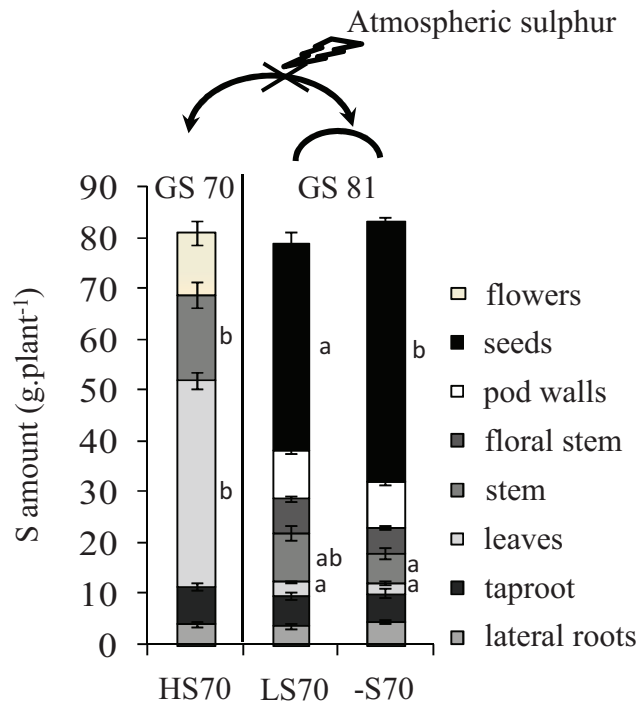 Atmospheric sulphur
GS 70 GS 81
S amount (g.plant⁻¹)
90
80
70
60
50
40
30
20
10
0
b
b
a
ab
a
b
a
a
HS70 LS70 -S70
flowers
seeds
pod walls
floral stem
stem
leaves
taproot
lateral roots